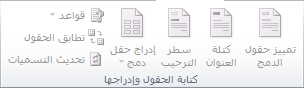 تمييز حقول الدمج
كتلة العنوان
سطر الترحيب
إدراج حقل دمج
قواعد
تطابق الحقول
تحديث التسميات
كتابة الحقول وإدراجها